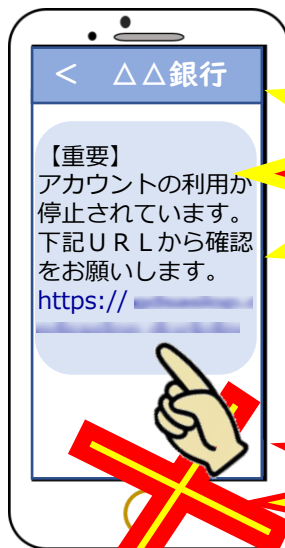 < △△銀行
【重要】
アカウントの利用が
停止されています。
下記ＵＲＬから確認
をお願いします。
https://